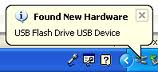 Found New Hardware
USB Flash Drive USB Device